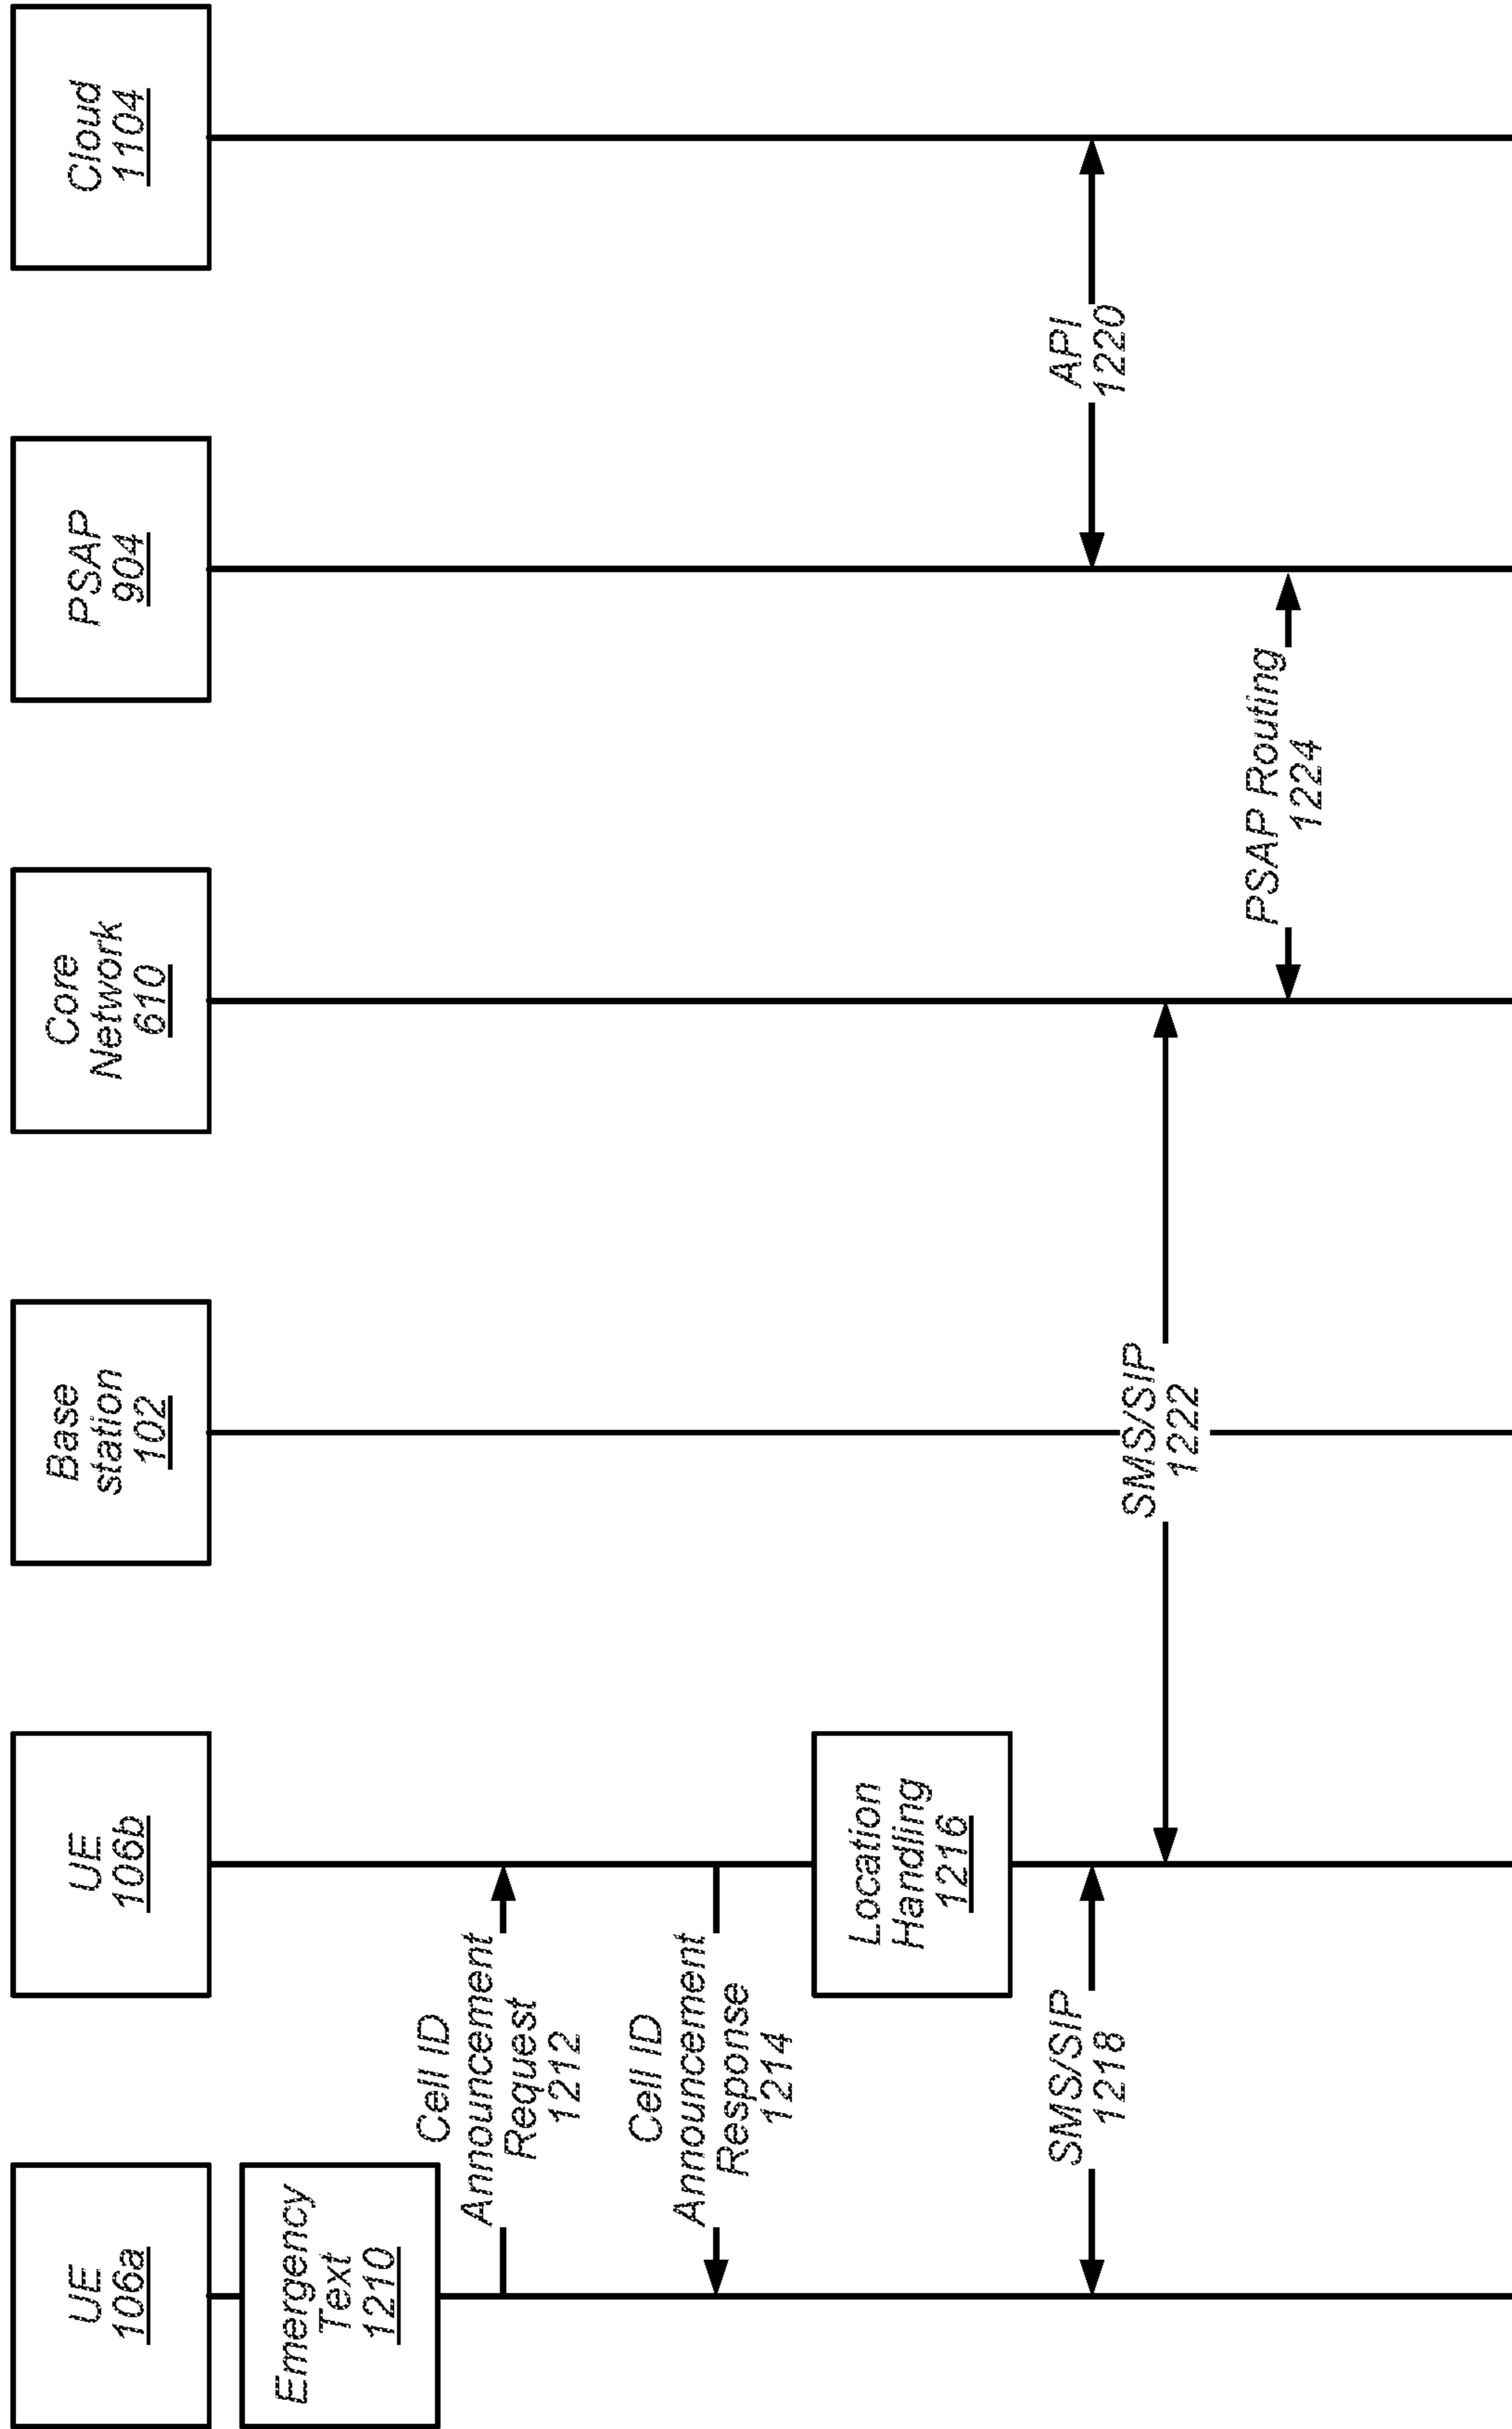 UE
106a
UE
106b
Base
station
102
Core
Network
610
PSAP
904
Cloud
1104
Emergency
Text
1210
Cell ID
Announcement
Request
1212
Cell ID
Announcement
Response
1214
Location
Handling
1216
SMS/SIP
1218
API
1220
SMS/SIP
1222
PSAP Routing
1224